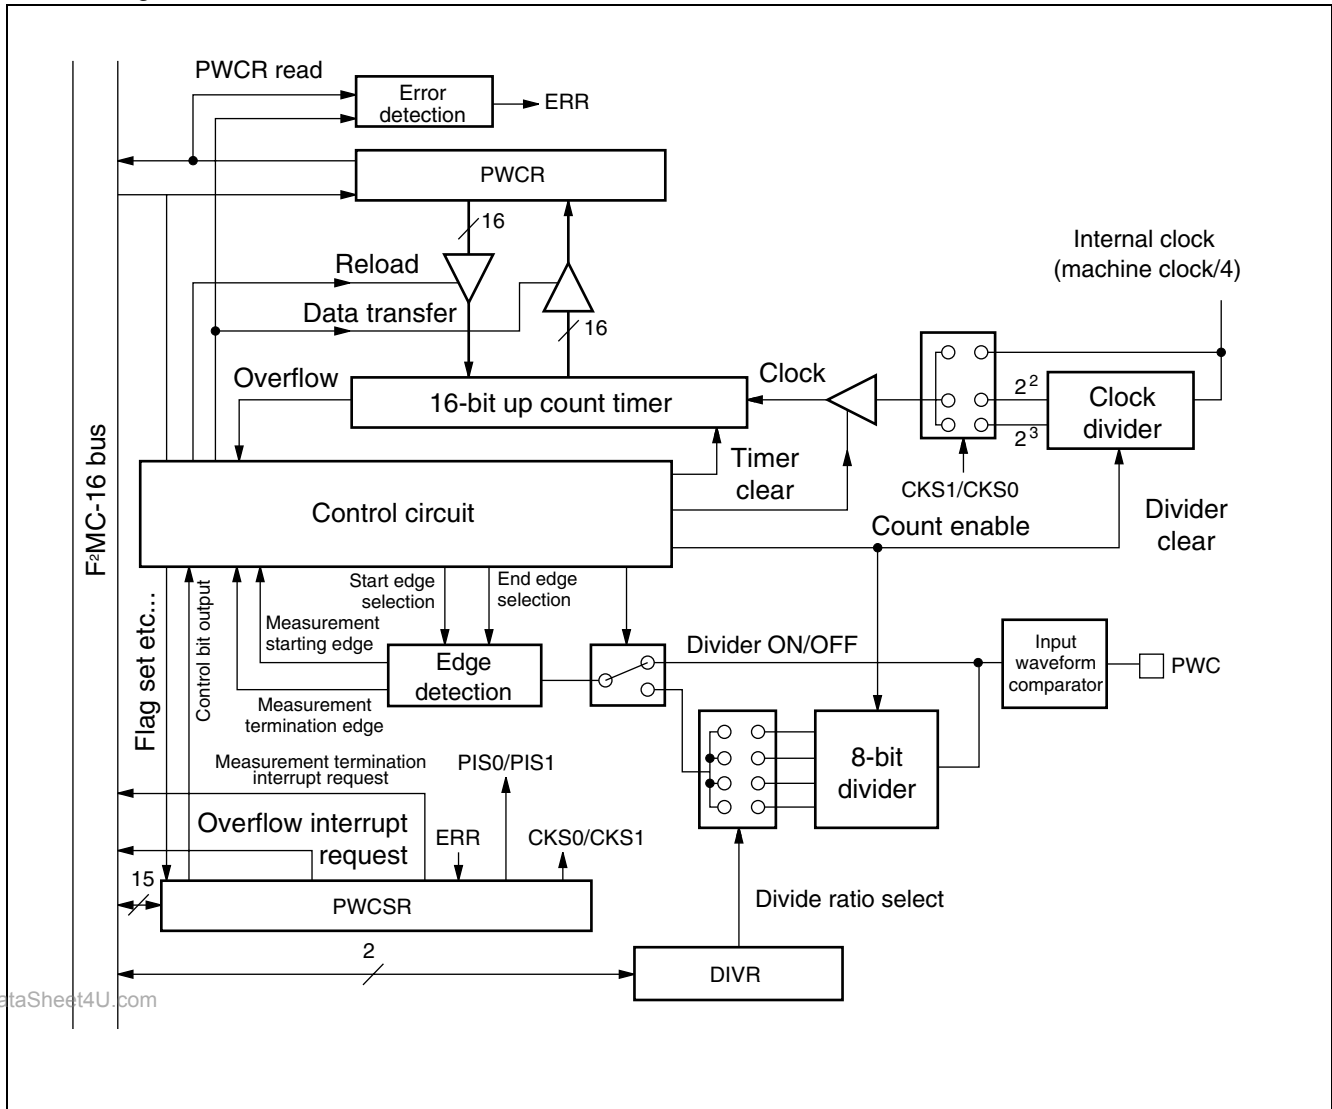 PWCR read
Error
detection
ERR
PWCR
16
Reload
Data transfer
16
Internal clock
(machine clock/4)
Overflow
16-bit up count timer
Clock
2²
2³
Clock
divider
CKS1/CKS0
Timer
clear
Count enable
Divider
clear
F²MC-16 bus
Control circuit
Flag set etc...
Control bit output
Start edge
selection
End edge
selection
Measurement
starting edge
Edge
detection
Measurement
termination edge
Divider ON/OFF
Input
waveform
comparator
PWC
8-bit
divider
Measurement termination
interrupt request
PIS0/PIS1
Overflow interrupt
request
ERR
CKS0/CKS1
15
PWCSR
Divide ratio select
2
DIVR
ataSheet4U.com